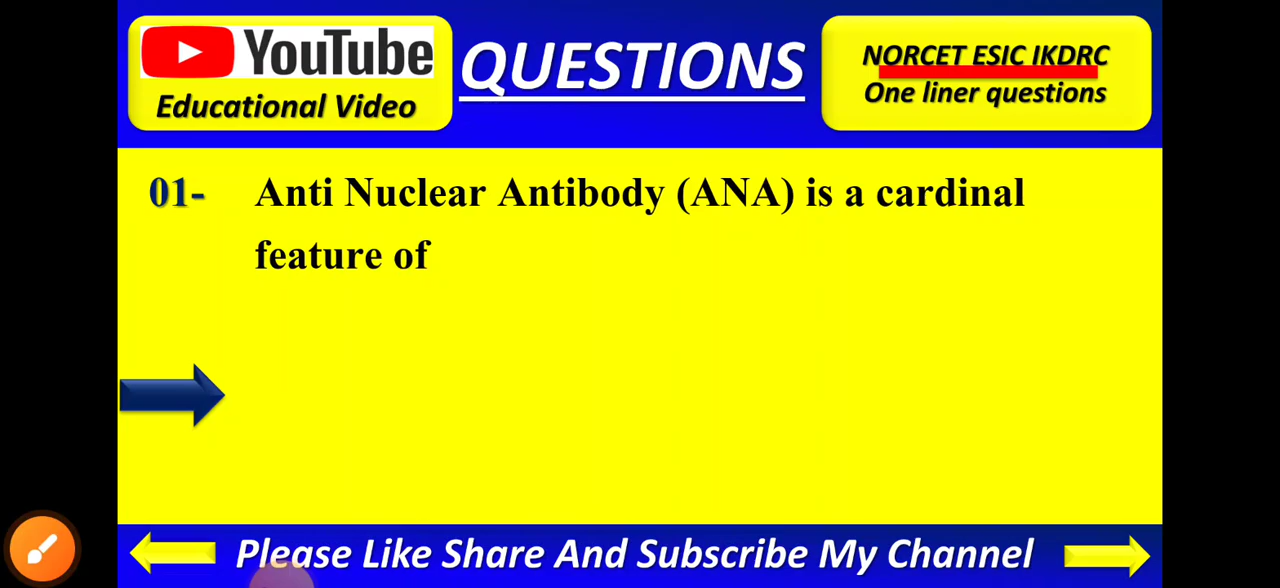 YouTube
Educational Video
QUESTIONS
NORCET ESIC IKDRC
One liner questions
01- Anti Nuclear Antibody (ANA) is a cardinal
feature of
Please Like Share And Subscribe My Channel